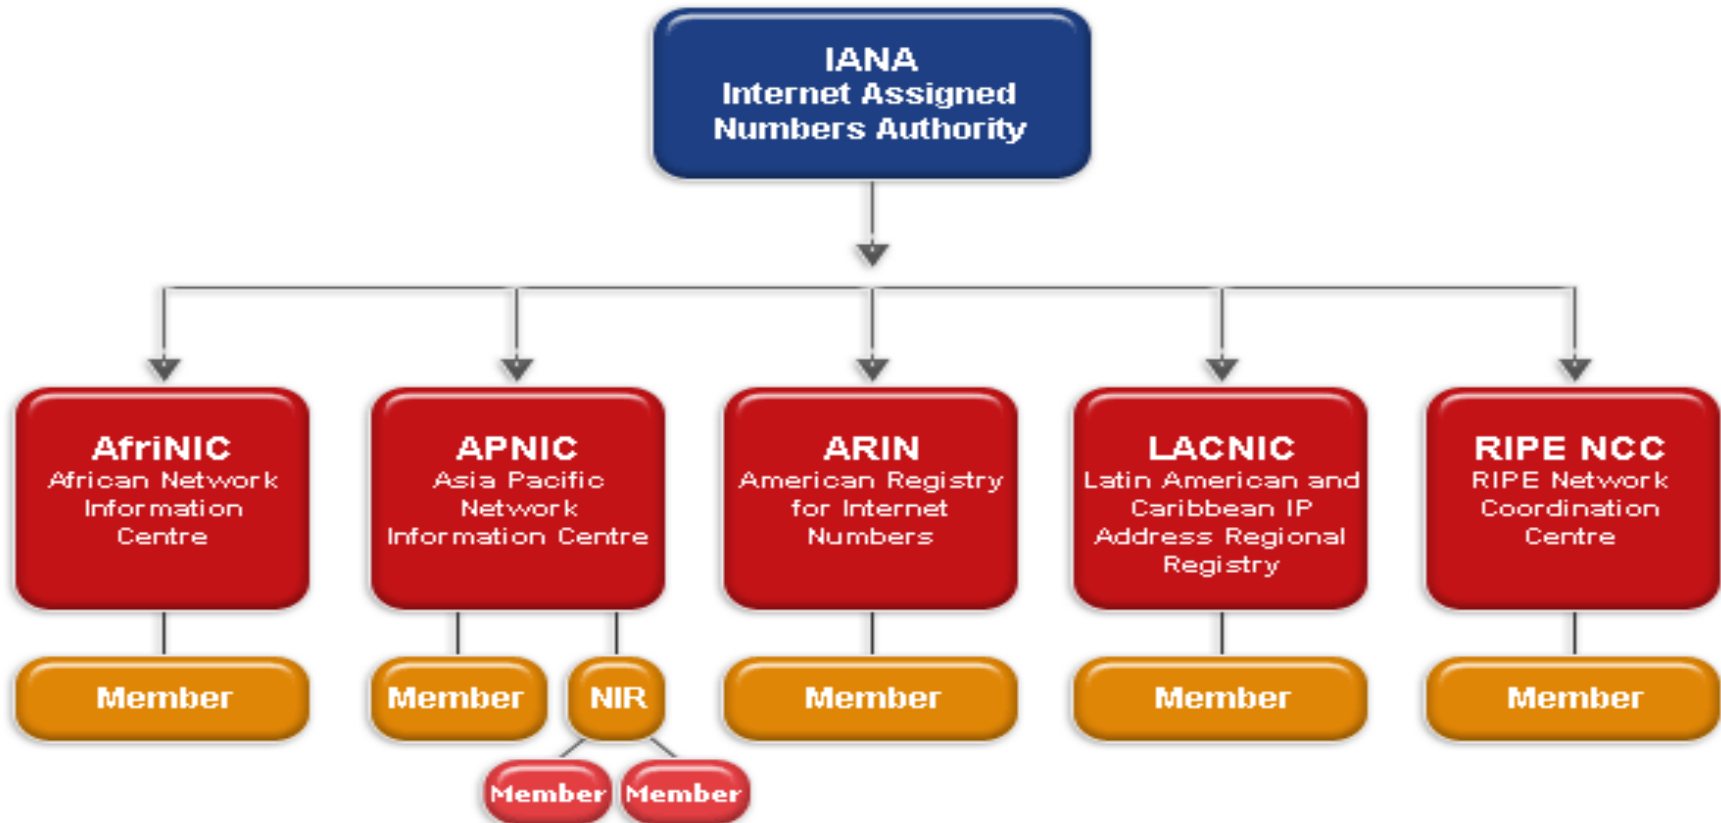 IANA
Internet Assigned
Numbers Authority
AfriNIC
African Network
Information
Centre
APNIC
Asia Pacific
Network
Information Centre
ARIN
American Registry
for Internet
Numbers
LACNIC
Latin American and
Caribbean IP
Address Regional
Registry
RIPE NCC
RIPE Network
Coordination
Centre
Member
Member
NIR
Member
Member
Member
Member
Member